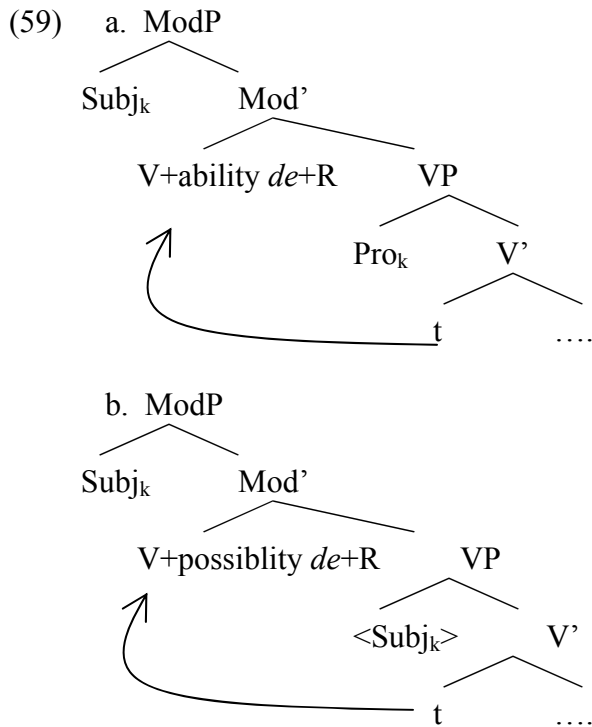 (59) a. ModP
Subjk Mod’
V+ability de+R VP
Prok V’
t ….
b. ModP
Subjk Mod’
V+possiblity de+R VP
<Subjk> V’
t ….